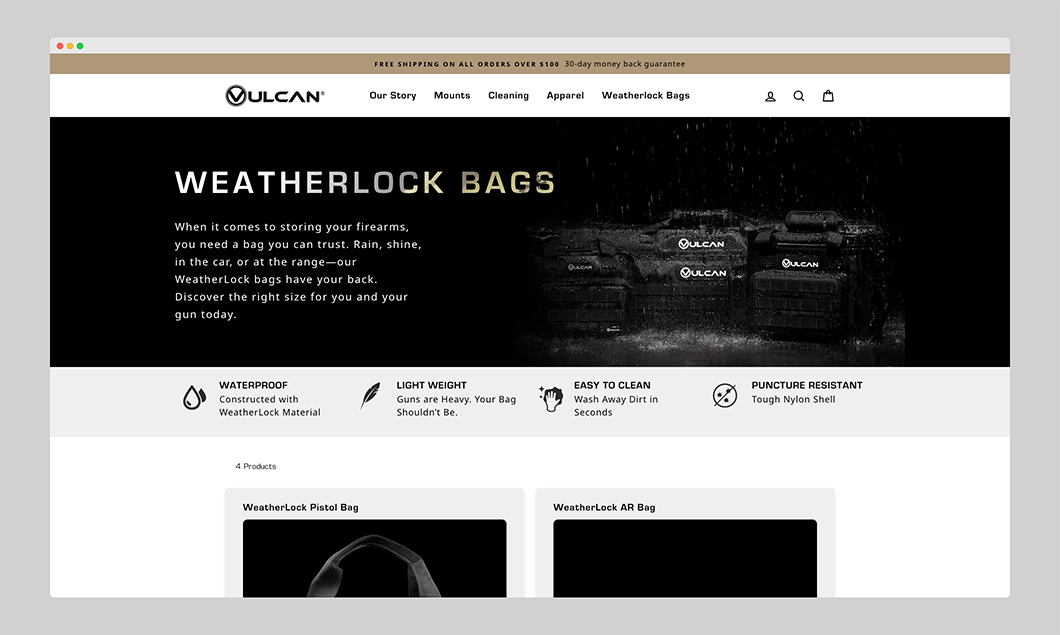 FREE SHIPPING ON ALL ORDERS OVER $100 30-day money back guarantee
VULCAN®
Our Story Mounts Cleaning Apparel Weatherlock Bags
WEATHERLOCK BAGS
When it comes to storing your firearms,
you need a bag you can trust. Rain, shine,
in the car, or at the range—our
WeatherLock bags have your back.
Discover the right size for you and your
gun today.
VULCAN
VULCAN
VULCAN
VULCAN
WATERPROOF
Constructed with
WeatherLock Material
LIGHT WEIGHT
Guns are Heavy. Your Bag
Shouldn’t Be.
EASY TO CLEAN
Wash Away Dirt in
Seconds
PUNCTURE RESISTANT
Tough Nylon Shell
4 Products
WeatherLock Pistol Bag
WeatherLock AR Bag